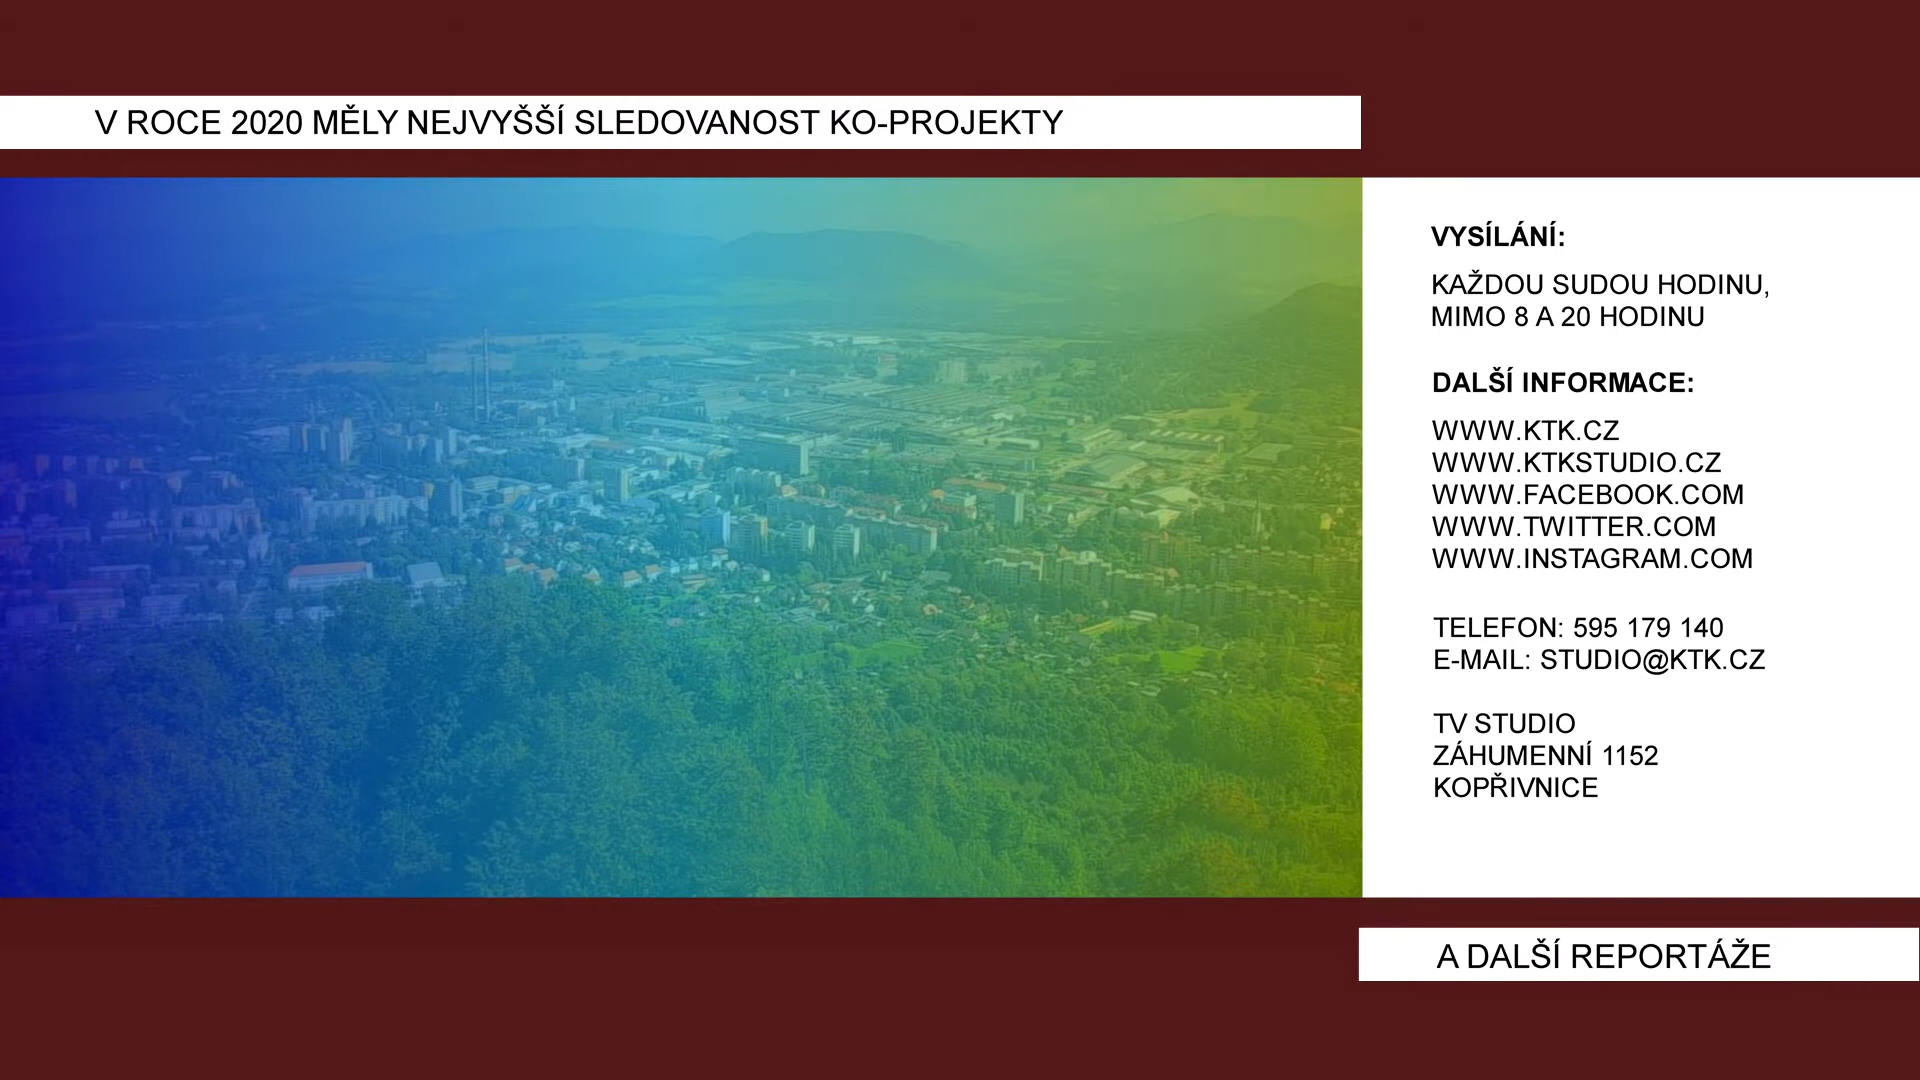 V ROCE 2020 MĚLY NEJVYŠŠÍ SLEDOVANOST KO-PROJEKTY
VYSÍLÁNÍ:
KAŽDOU SUDOU HODINU,
MIMO 8 A 20 HODINU
DALŠÍ INFORMACE:
WWW.KTK.CZ
WWW.KTKSTUDIO.CZ
WWW.FACEBOOK.COM
WWW.TWITTER.COM
WWW.INSTAGRAM.COM
TELEFON: 595 179 140
E-MAIL: STUDIO@KTK.CZ
TV STUDIO
ZÁHUMENNÍ 1152
KOPŘIVNICE
A DALŠÍ REPORTÁŽE